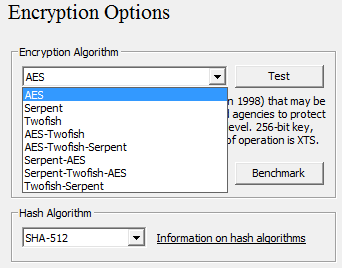 Encryption Options
Encryption Algorithm
AES
Test
AES
Serpent
Twofish
AES-Twofish
AES-Twofish-Serpent
Serpent-AES
Serpent-Twofish-AES
Twofish-Serpent
in 1998) that may be
agencies to protect
level. 256-bit key,
of operation is XTS.
Benchmark
Hash Algorithm
SHA-512
Information on hash algorithms